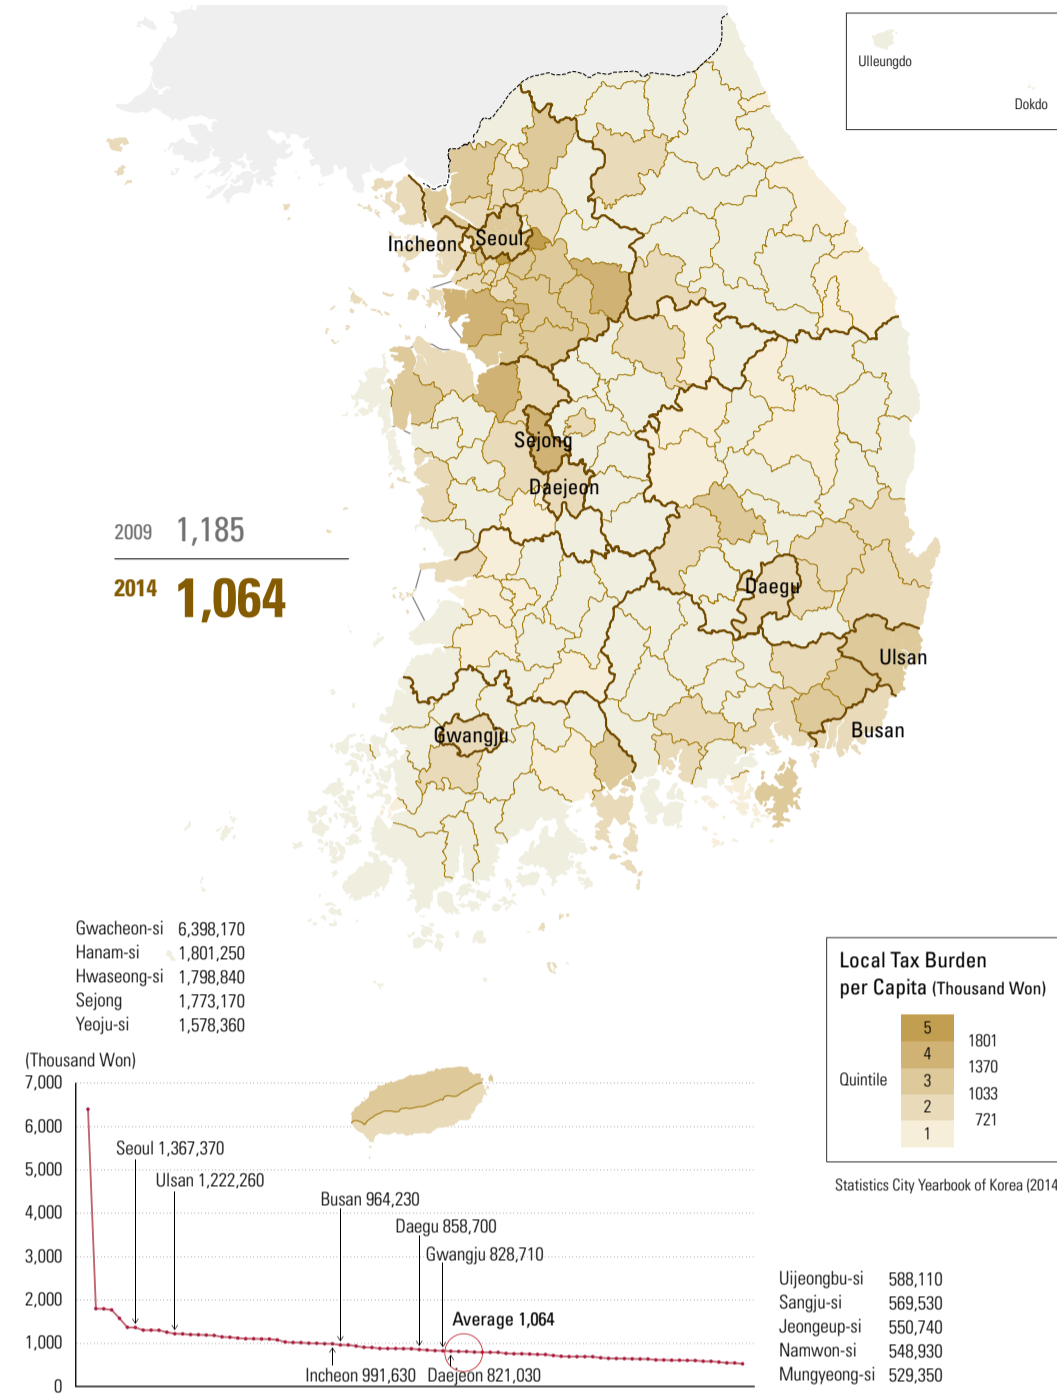 Ulleungdo
Dokdo
Incheon
Seoul
Sejong
Daejeon
2009 1,185
2014 1,064
Daegu
Ulsan
Busan
Gwangju
Gwacheon-si 6,398,170
Hanam-si 1,801,250
Hwaseong-si 1,798,840
Sejong 1,773,170
Yeoju-si 1,578,360
Local Tax Burden
per Capita (Thousand Won)
Quintile
5
4
3
2
1
1801
1370
1033
721
Statistics City Yearbook of Korea (2014
(Thousand Won)
7,000
6,000
5,000
4,000
3,000
2,000
1,000
0
Seoul 1,367,370
Ulsan 1,222,260
Busan 964,230
Daegu 858,700
Gwangju 828,710
Average 1,064
Incheon 991,630
Daejeon 821,030
Uijeongbu-si 588,110
Sangju-si 569,530
Jeongeup-si 550,740
Namwon-si 548,930
Mungyeong-si 529,350